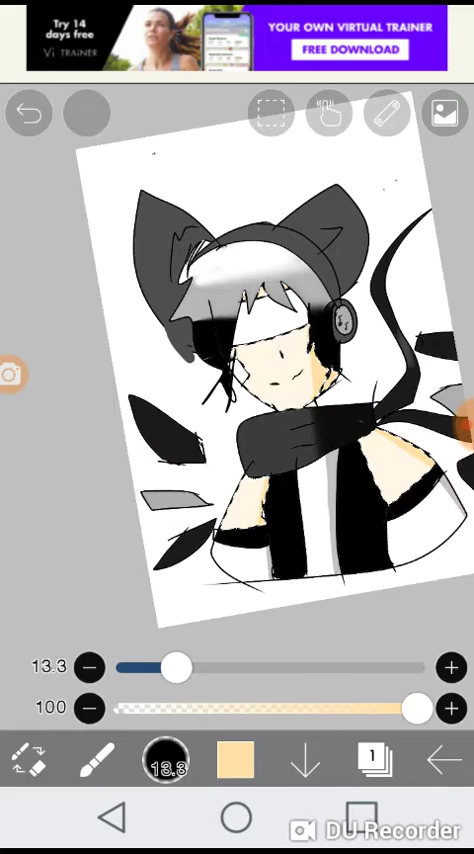 Try 14
days free
Vi TRAINER
YOUR OWN VIRTUAL TRAINER
FREE DOWNLOAD
13.3
100
13.3
1
DU Recorder